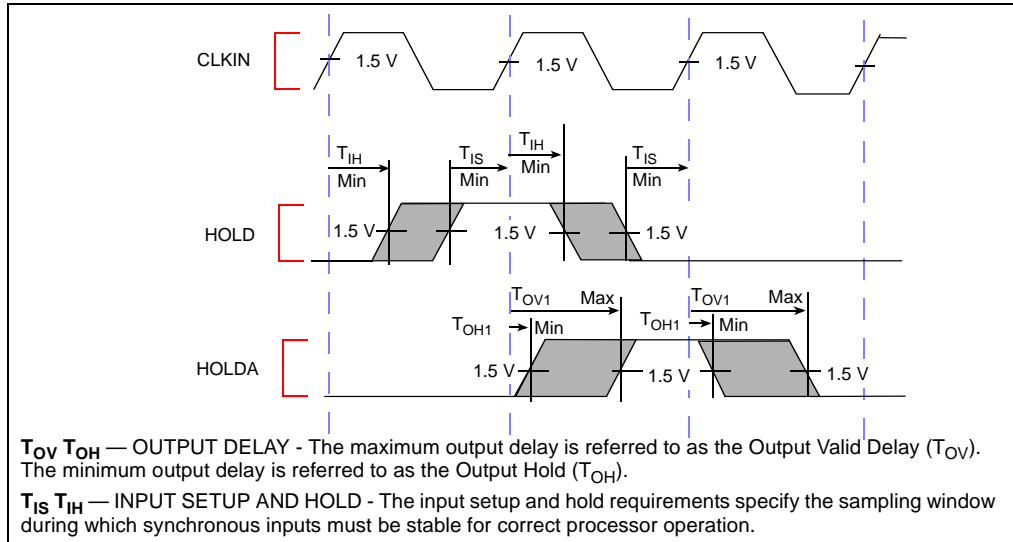 CLKIN
1.5 V
1.5 V
1.5 V
T_IH
Min
T_IS
Min
T_IH
Min
T_IS
Min
HOLD
1.5 V
1.5 V
1.5 V
T_OV1 Max
T_OH1 Min
T_OV1 Max
T_OH1 Min
HOLDA
1.5 V
1.5 V
1.5 V
T_OV T_OH — OUTPUT DELAY - The maximum output delay is referred to as the Output Valid Delay (T_OV).
The minimum output delay is referred to as the Output Hold (T_OH).
T_IS T_IH — INPUT SETUP AND HOLD - The input setup and hold requirements specify the sampling window
during which synchronous inputs must be stable for correct processor operation.